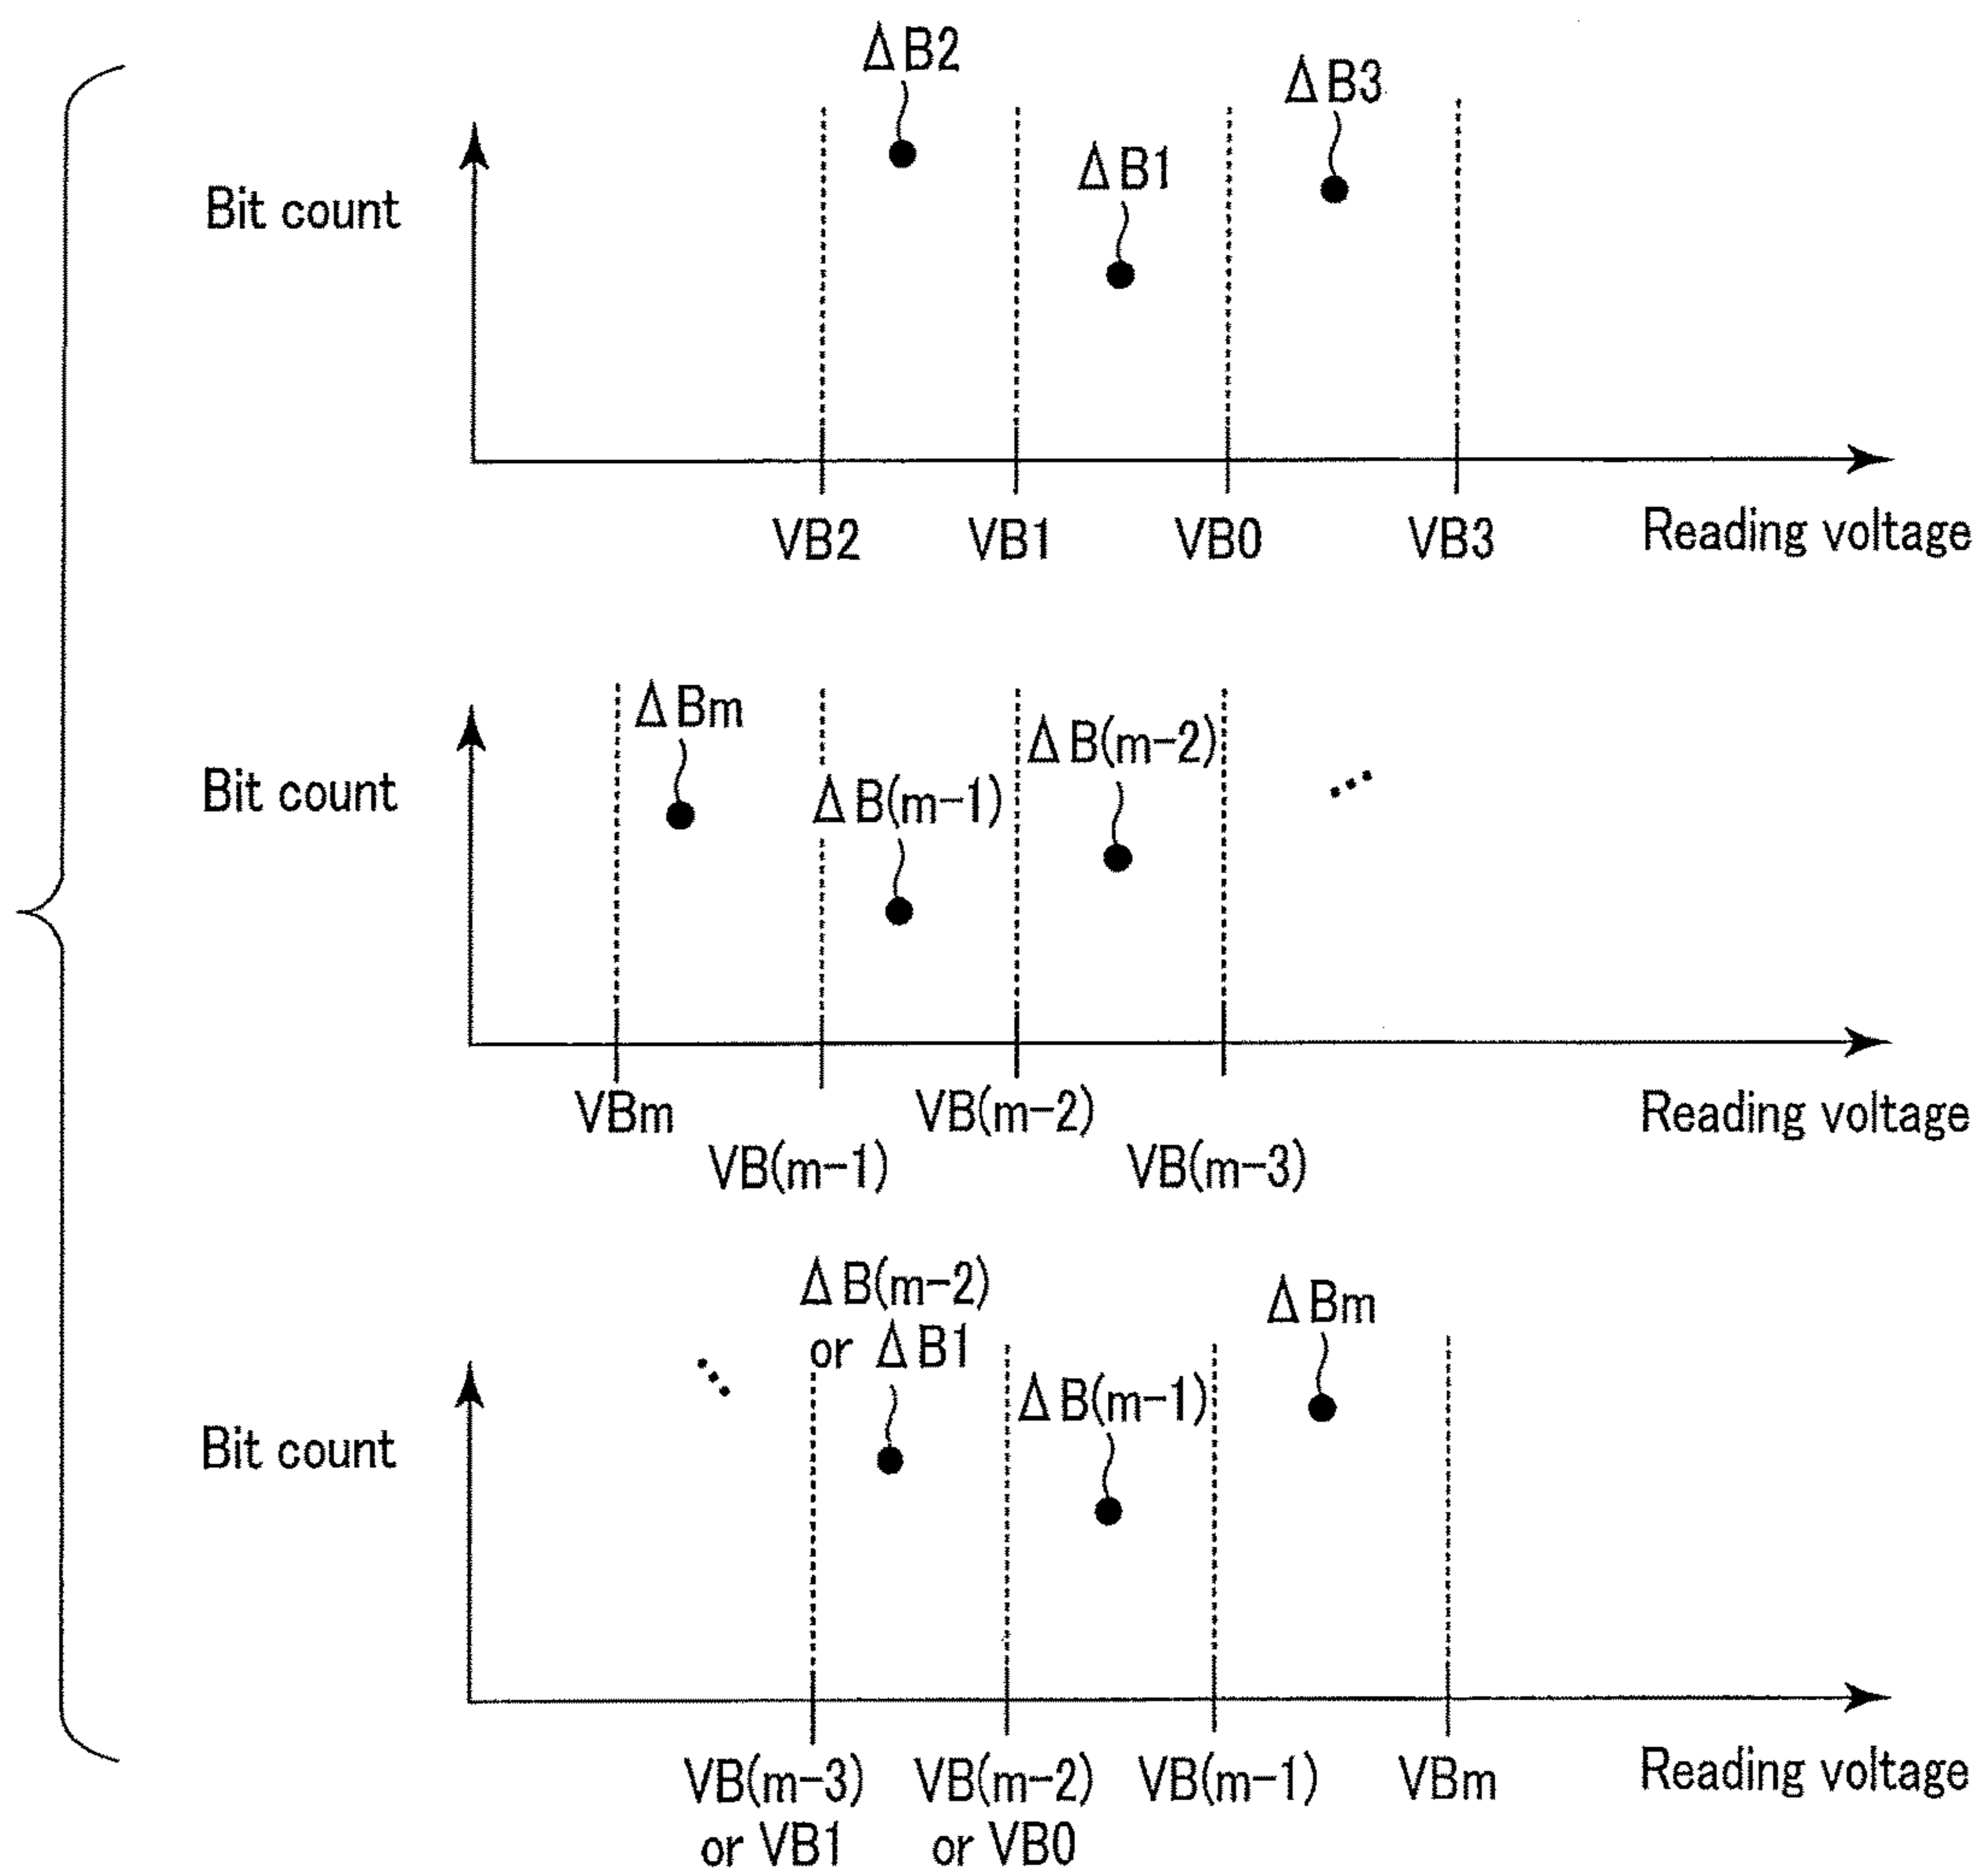 ΔB2
ΔB3
ΔB1
Bit count
VB2
VB1
VB0
VB3
Reading voltage
ΔBm
ΔB(m-2)
ΔB(m-1)
Bit count
VBm
VB(m-2)
Reading voltage
VB(m-1)
VB(m-3)
ΔB(m-2)
or ΔB1
ΔBm
ΔB(m-1)
Bit count
VB(m-3)
or VB1
VB(m-2)
or VB0
VB(m-1)
VBm
Reading voltage